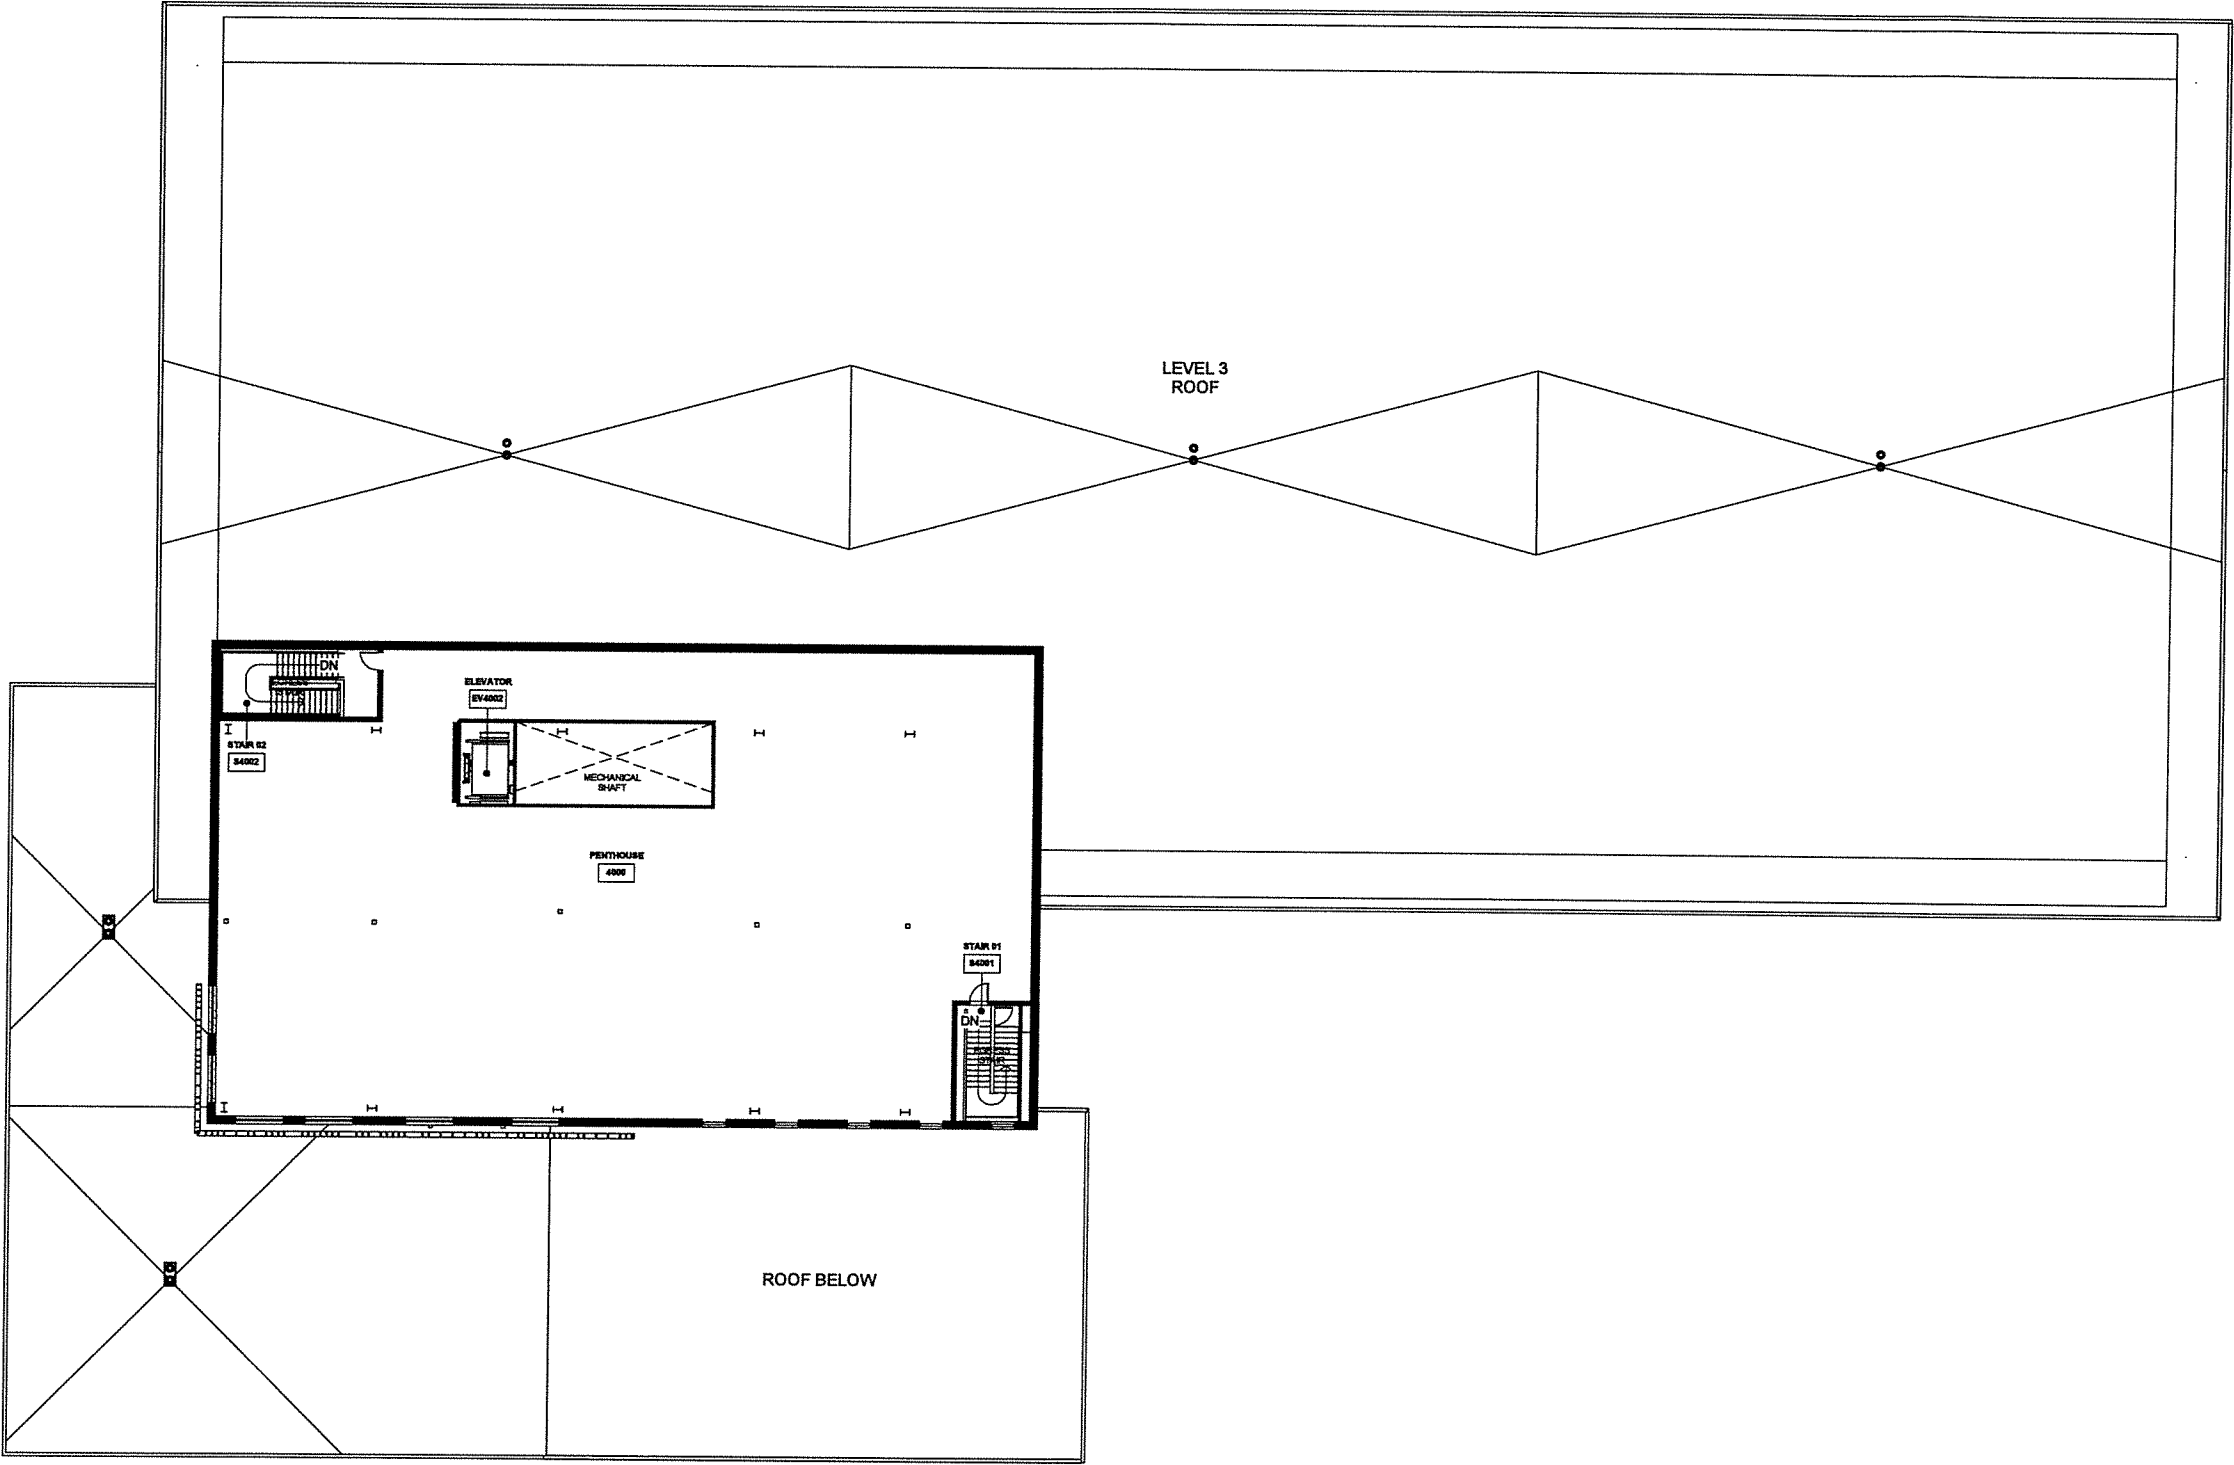 LEVEL 3
ROOF
DN
ELEVATOR
EV4002
STAIR 02
S4002
MECHANICAL
SHAFT
PENTHOUSE
4000
STAIR 01
S4001
DN
STAIR
ROOF BELOW